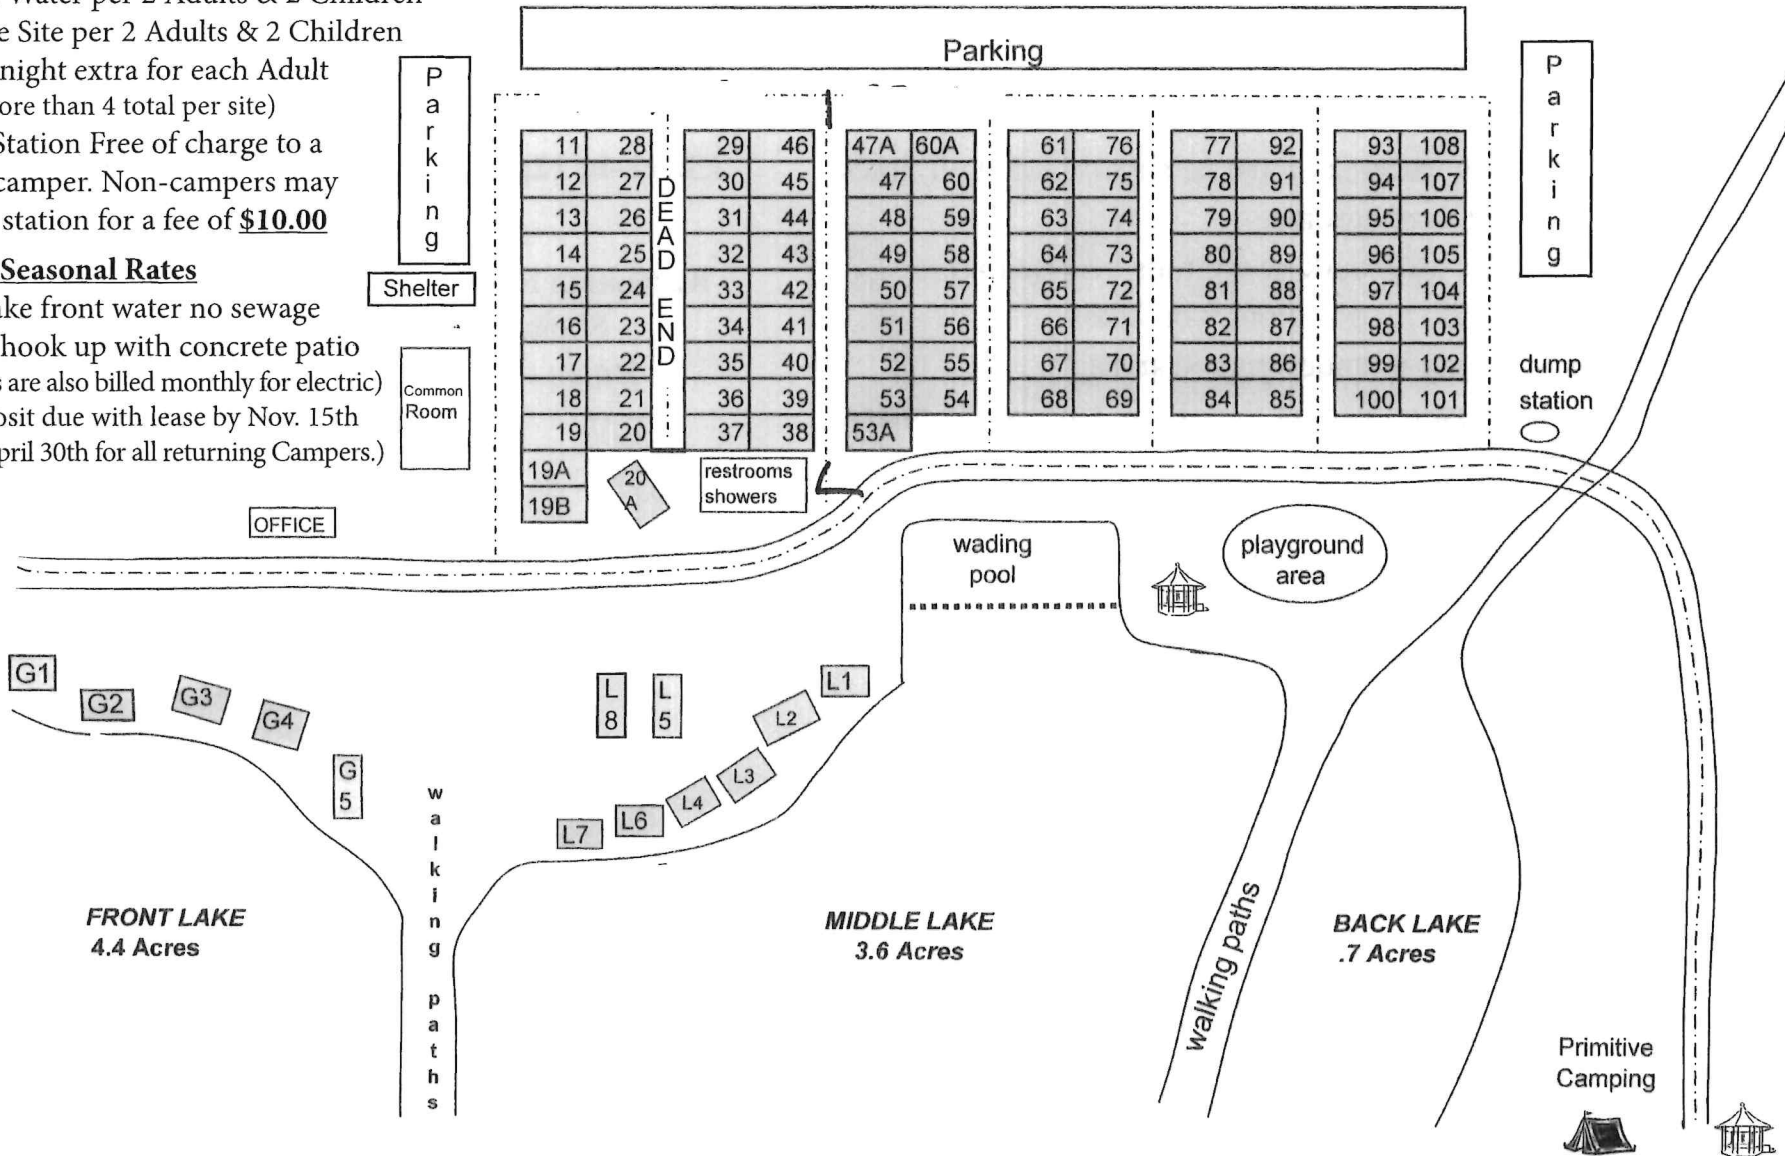 Water per 2 Adults & 2 Children
e Site per 2 Adults & 2 Children
night extra for each Adult
ore than 4 total per site)
Station Free of charge to a
camper. Non-campers may
station for a fee of $10.00
Seasonal Rates
ake front water no sewage
hook up with concrete patio
s are also billed monthly for electric)
osit due with lease by Nov. 15th
pril 30th for all returning Campers.)
Parking
Parking
Parking
Shelter
Common
Room
OFFICE
11 28 29 46 47A 60A 61 76 77 92 93 108
12 27 30 45 47 60 62 75 78 91 94 107
13 26 31 44 48 59 63 74 79 90 95 106
14 25 32 43 49 58 64 73 80 89 96 105
15 24 33 42 50 57 65 72 81 88 97 104
16 23 34 41 51 56 66 71 82 87 98 103
17 22 35 40 52 55 67 70 83 86 99 102
18 21 36 39 53 54 68 69 84 85 100 101
19 20 37 38 53A
19A
19B
20
A
DEAD END
restrooms
showers
dump
station
wading
pool
playground
area
G1
G2
G3
G4
G
5
L
8
L
5
L1
L2
L3
L4
L6
L7
walking paths
FRONT LAKE
4.4 Acres
MIDDLE LAKE
3.6 Acres
walking paths
BACK LAKE
.7 Acres
Primitive
Camping